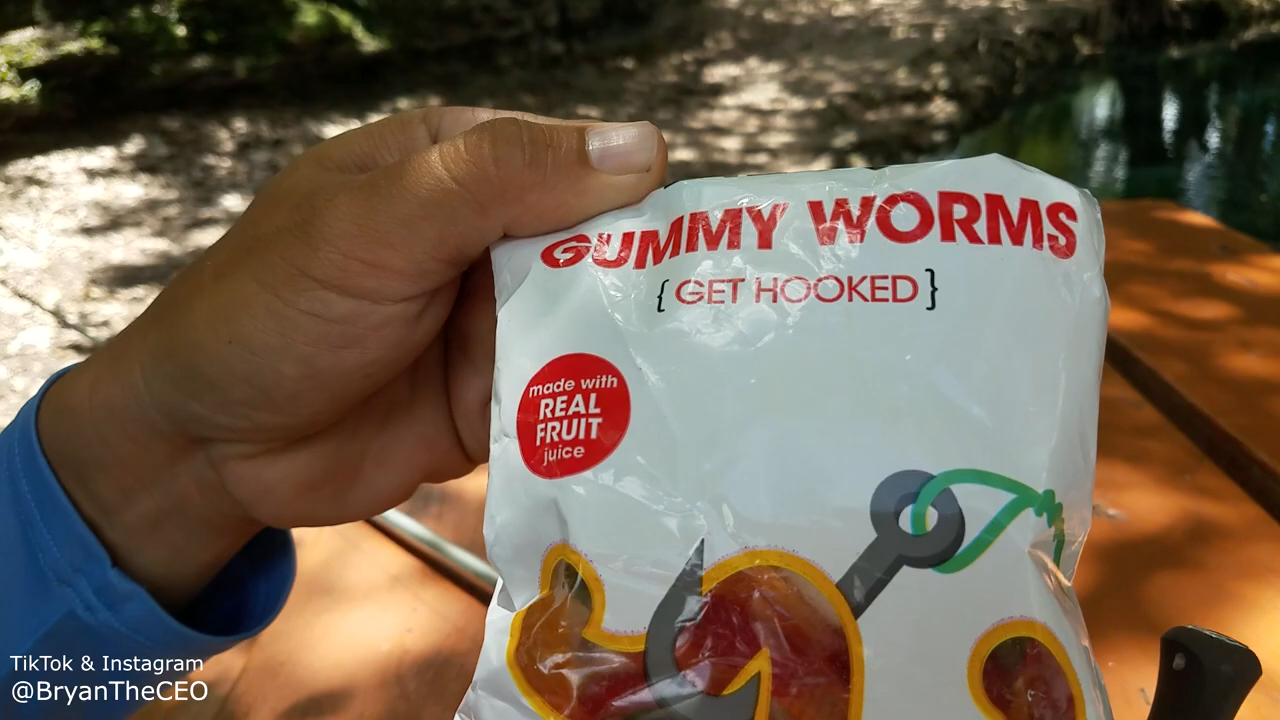 GUMMY WORMS
{ GET HOOKED }
made with
REAL
FRUIT
juice
TikTok & Instagram
@BryanTheCEO